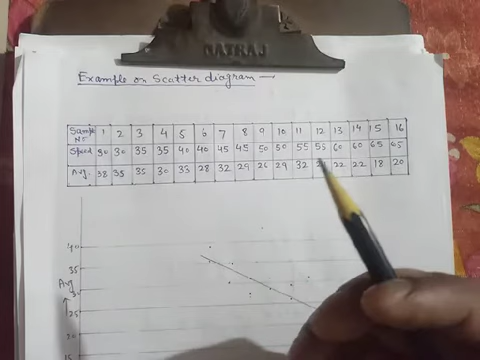 NATRAJ
Example on Scatter diagram —
Sample No 1 2 3 4 5 6 7 8 9 10 11 12 13 14 15 16
Speed 30 30 35 35 40 40 45 45 50 50 55 55 60 60 65 65
Avg. 38 35 35 30 33 28 32 29 26 29 32 22 22 18 20
40
35
Avg
30
25